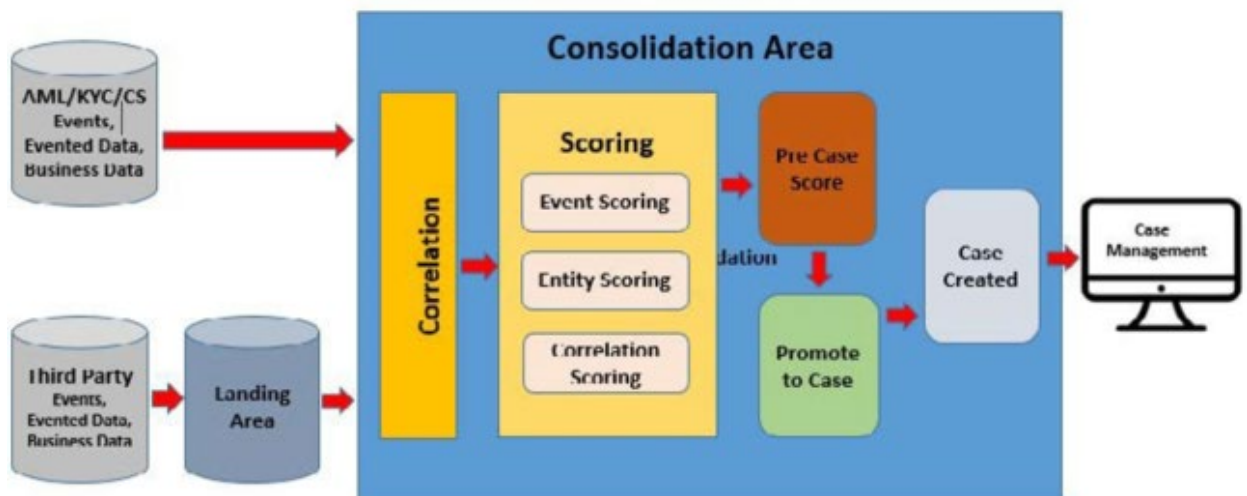 Consolidation Area
AML/KYC/CS
Events,
Evented Data,
Business Data
Correlation
Scoring
Event Scoring
Entity Scoring
Correlation
Scoring
Pre Case
Score
dation
Promote
to Case
Case
Created
Case
Management
Third Party
Events,
Evented Data,
Business Data
Landing
Area